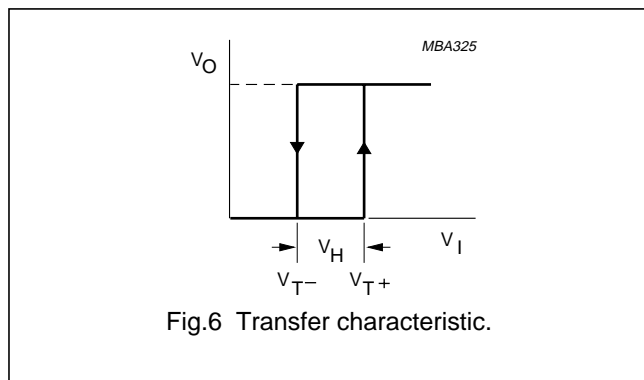 MBA325
VO
VI
VH
VT−
VT+
Fig.6 Transfer characteristic.